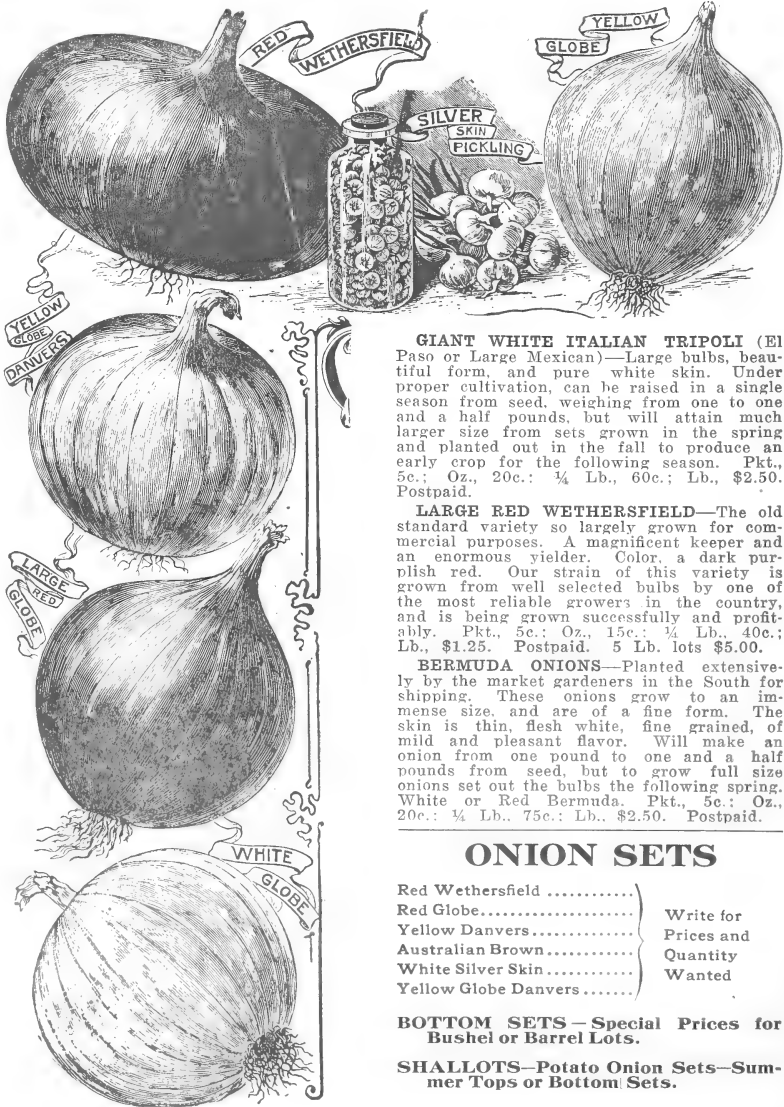 RED WETHERSFIELD
SILVER
SKIN
PICKLING
YELLOW
GLOBE
YELLOW
GLOBE
DANVERS
LARGE
RED
GLOBE
WHITE
GLOBE
GIANT WHITE ITALIAN TRIPOLI (El
Paso or Large Mexican)—Large bulbs, beau-
tiful form, and pure white skin. Under
proper cultivation, can be raised in a single
season from seed, weighing from one to one
and a half pounds, but will attain much
larger size from sets grown in the spring
and planted out in the fall to produce an
early crop for the following season. Pkt.,
5c.; Oz., 20c.: ¼ Lb., 60c.; Lb., $2.50.
Postpaid.
LARGE RED WETHERSFIELD—The old
standard variety so largely grown for com-
mercial purposes. A magnificent keeper and
an enormous yielder. Color, a dark pur-
plish red. Our strain of this variety is
grown from well selected bulbs by one of
the most reliable growers in the country,
and is being grown successfully and profit-
ably. Pkt., 5c.: Oz., 15c.: ¼ Lb., 40c.;
Lb., $1.25. Postpaid. 5 Lb. lots $5.00.
BERMUDA ONIONS—Planted extensive-
ly by the market gardeners in the South for
shipping. These onions grow to an im-
mense size, and are of a fine form. The
skin is thin, flesh white, fine grained, of
mild and pleasant flavor. Will make an
onion from one pound to one and a half
pounds from seed, but to grow full size
onions set out the bulbs the following spring.
White or Red Bermuda. Pkt., 5c.: Oz.,
20c.: ¼ Lb.. 75c.: Lb.. $2.50. Postpaid.
ONION SETS
Red Wethersfield ............
Red Globe......................
Yellow Danvers...............
Australian Brown............
White Silver Skin............
Yellow Globe Danvers .......
Write for
Prices and
Quantity
Wanted
BOTTOM SETS—Special Prices for
Bushel or Barrel Lots.
SHALLOTS—Potato Onion Sets—Sum-
mer Tops or Bottom Sets.